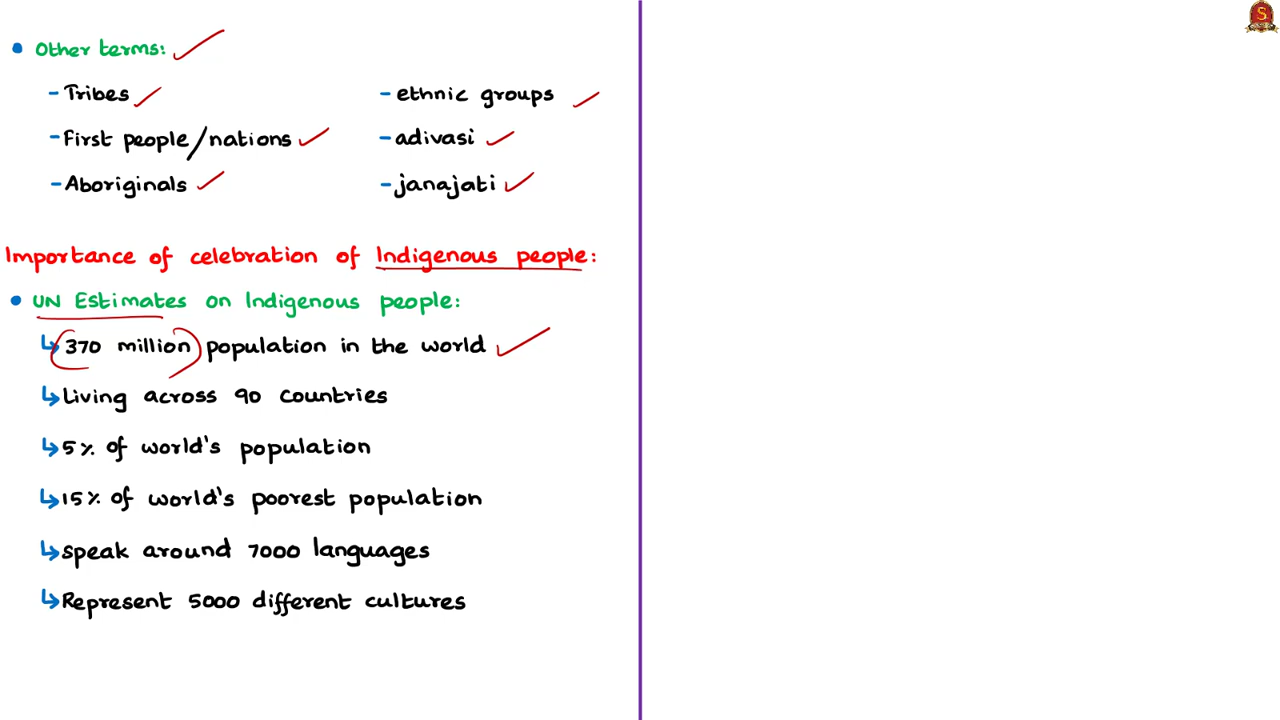 • Other terms:
- Tribes - ethnic groups
- First people/nations - adivasi
- Aboriginals - janajati
Importance of celebration of Indigenous people:
• UN Estimates on Indigenous people:
↳ 370 million population in the world
↳ Living across 90 countries
↳ 5% of world's population
↳ 15% of world's poorest population
↳ speak around 7000 languages
↳ Represent 5000 different cultures
S